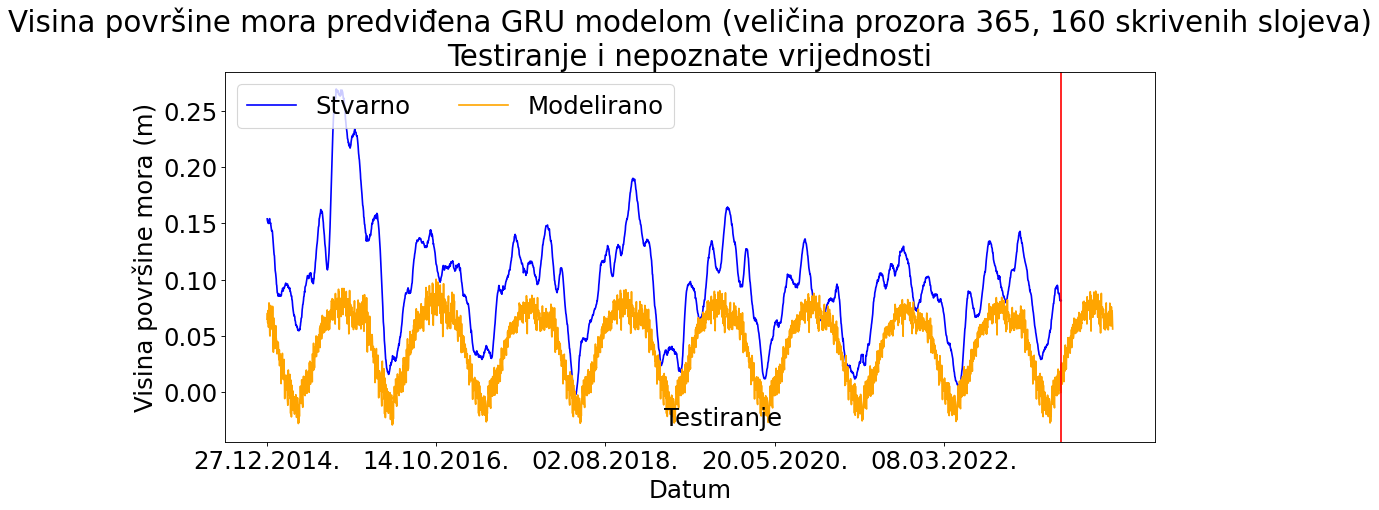 Visina površine mora predviđena GRU modelom (veličina prozora 365, 160 skrivenih slojeva)
Testiranje i nepoznate vrijednosti
Stvarno
Modelirano
Visina površine mora (m)
0.25
0.20
0.15
0.10
0.05
0.00
Testiranje
27.12.2014.
14.10.2016.
02.08.2018.
20.05.2020.
08.03.2022.
Datum